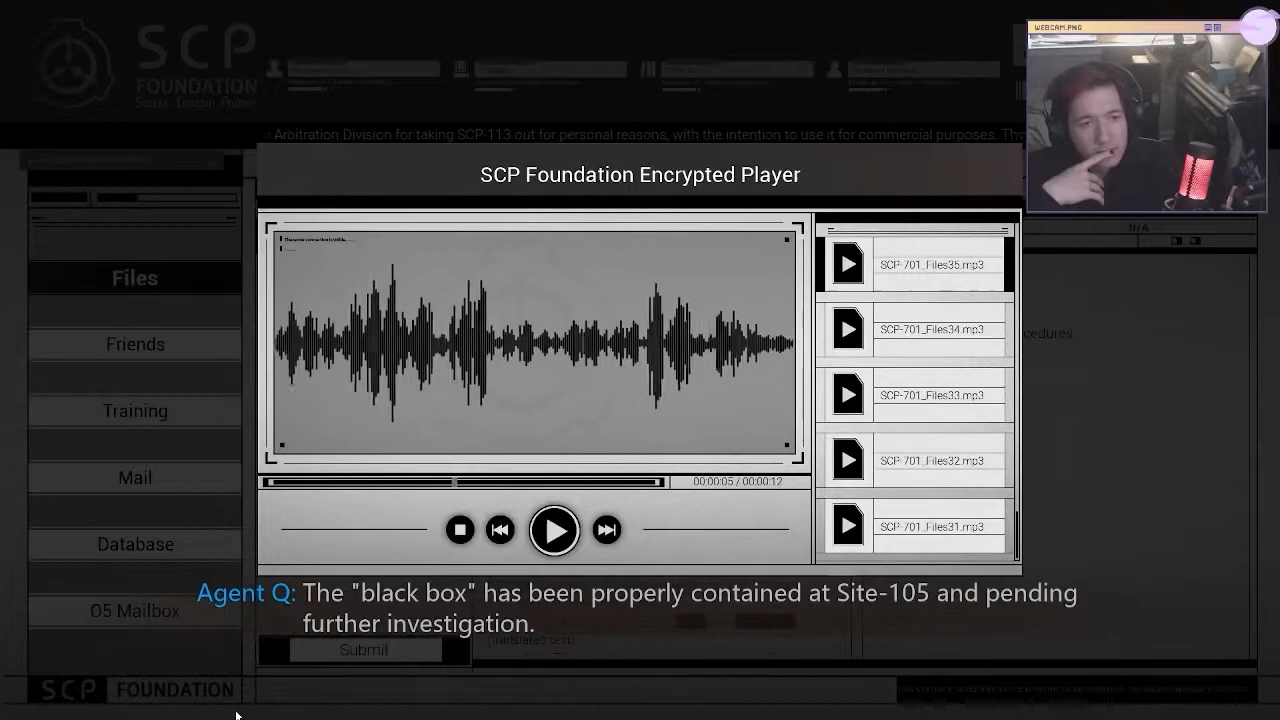 SCP
FOUNDATION
Secure. Contain. Protect.
WEBCAM.PNG
Arbitration Division for taking SCP-113 out for personal reasons, with the intention to use it for commercial purposes.
SCP Foundation Encrypted Player
N/A
Files
Friends
Training
Mail
Database
O5 Mailbox
SCP-701_Files35.mp3
SCP-701_Files34.mp3
SCP-701_Files33.mp3
SCP-701_Files32.mp3
SCP-701_Files31.mp3
00:00:05 / 00:00:12
Agent Q: The "black box" has been properly contained at Site-105 and pending
further investigation.
Submit
(Translated text)
SCP FOUNDATION